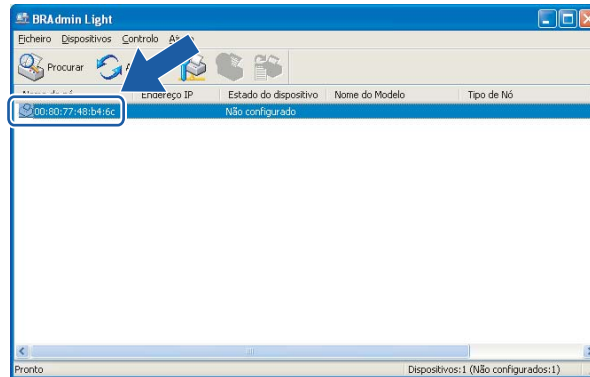 BRAdmin Light
Ficheiro Dispositivos Controlo
Procurar
Endereço IP Estado do dispositivo Nome do Modelo Tipo de Nó
00:80:77:48:b4:6c Não configurado
Pronto Dispositivos:1 (Não configurados:1)